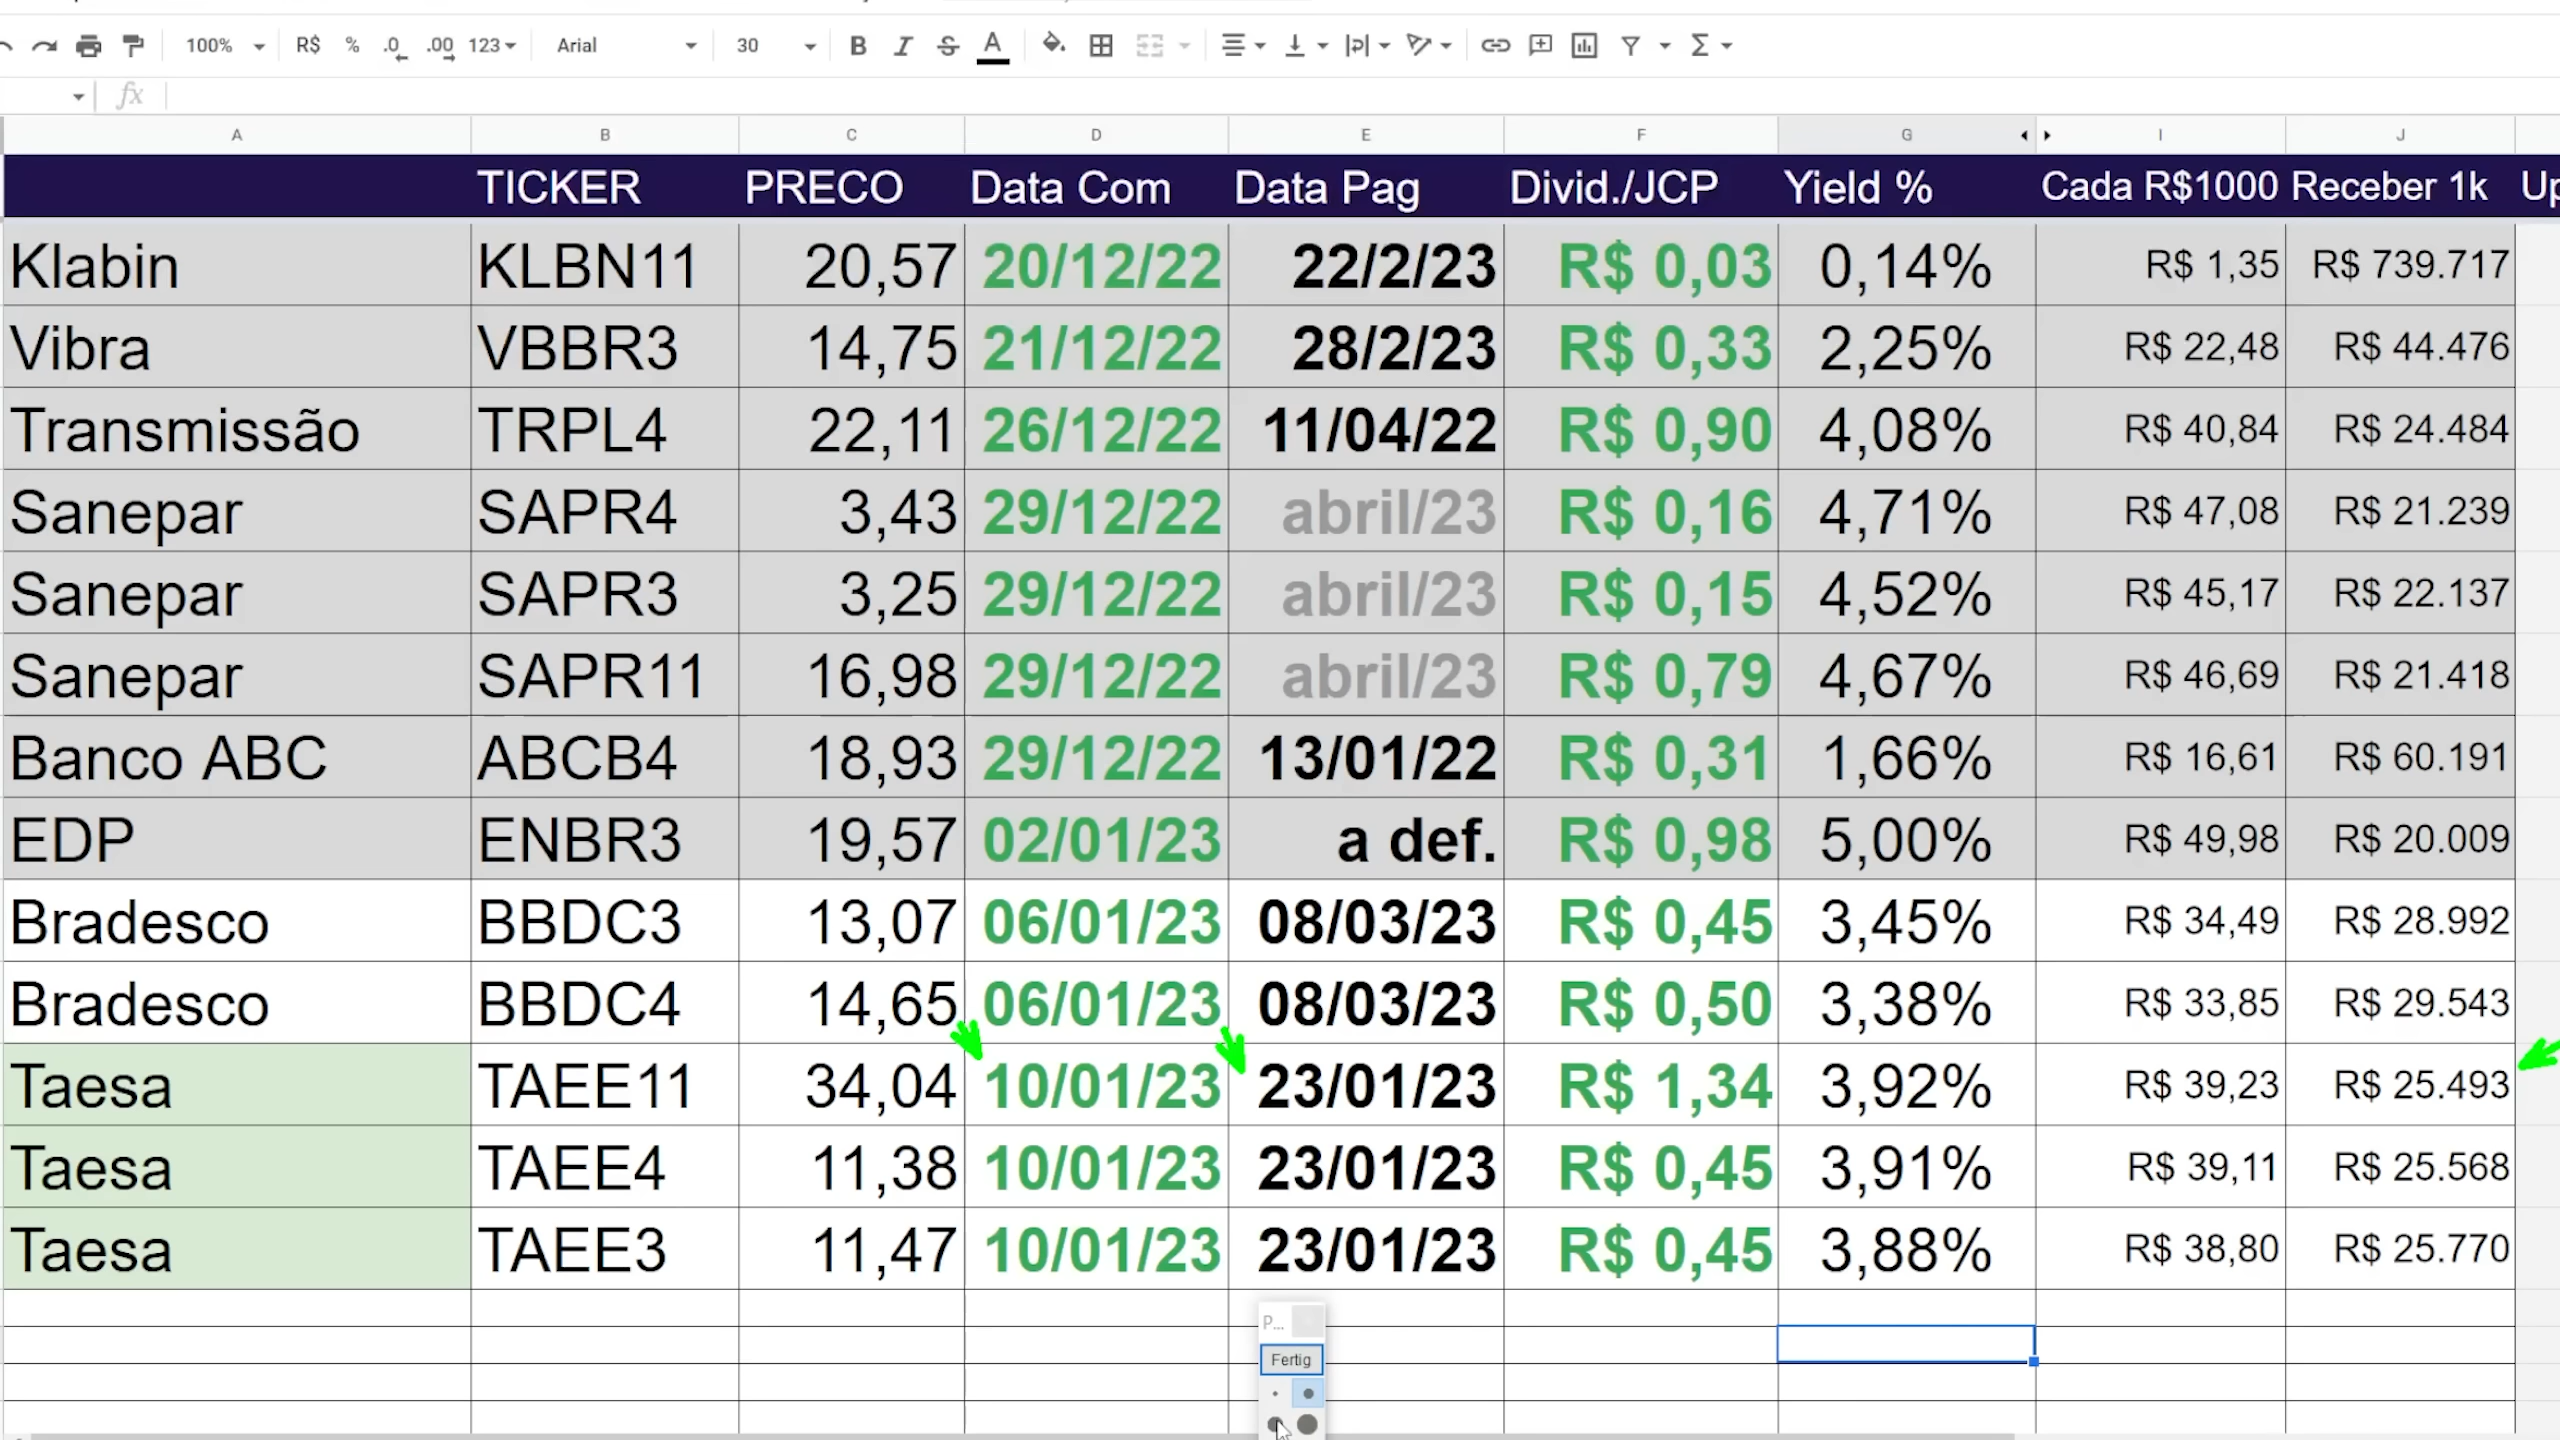 100% R$ % .0 .00 123 Arial 30 B I S A
fx
A B C D E F G I J
TICKER PRECO Data Com Data Pag Divid./JCP Yield % Cada R$1000 Receber 1k Up
Klabin KLBN11 20,57 20/12/22 22/2/23 R$ 0,03 0,14% R$ 1,35 R$ 739.717
Vibra VBBR3 14,75 21/12/22 28/2/23 R$ 0,33 2,25% R$ 22,48 R$ 44.476
Transmissão TRPL4 22,11 26/12/22 11/04/22 R$ 0,90 4,08% R$ 40,84 R$ 24.484
Sanepar SAPR4 3,43 29/12/22 abril/23 R$ 0,16 4,71% R$ 47,08 R$ 21.239
Sanepar SAPR3 3,25 29/12/22 abril/23 R$ 0,15 4,52% R$ 45,17 R$ 22.137
Sanepar SAPR11 16,98 29/12/22 abril/23 R$ 0,79 4,67% R$ 46,69 R$ 21.418
Banco ABC ABCB4 18,93 29/12/22 13/01/22 R$ 0,31 1,66% R$ 16,61 R$ 60.191
EDP ENBR3 19,57 02/01/23 a def. R$ 0,98 5,00% R$ 49,98 R$ 20.009
Bradesco BBDC3 13,07 06/01/23 08/03/23 R$ 0,45 3,45% R$ 34,49 R$ 28.992
Bradesco BBDC4 14,65 06/01/23 08/03/23 R$ 0,50 3,38% R$ 33,85 R$ 29.543
Taesa TAEE11 34,04 10/01/23 23/01/23 R$ 1,34 3,92% R$ 39,23 R$ 25.493
Taesa TAEE4 11,38 10/01/23 23/01/23 R$ 0,45 3,91% R$ 39,11 R$ 25.568
Taesa TAEE3 11,47 10/01/23 23/01/23 R$ 0,45 3,88% R$ 38,80 R$ 25.770
P...
Fertig